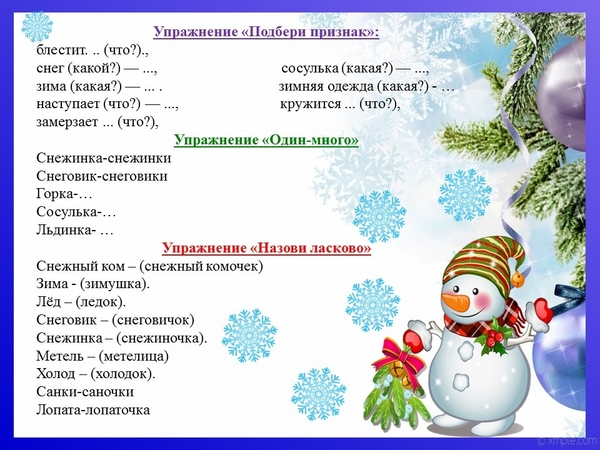 Упражнение «Подбери признак»:
блестит. .. (что?).,
снег (какой?) — ..., сосулька (какая?) — ...,
зима (какая?) — ... . зимняя одежда (какая?) - …
наступает (что?) — ..., кружится ... (что?),
замерзает ... (что?),
Упражнение «Один-много»
Снежинка-снежинки
Снеговик-снеговики
Горка-…
Сосулька-…
Льдинка- …
Упражнение «Назови ласково»
Снежный ком – (снежный комочек)
Зима - (зимушка).
Лёд – (ледок).
Снеговик – (снеговичок)
Снежинка – (снежиночка).
Метель – (метелица)
Холод – (холодок).
Санки-саночки
Лопата-лопаточка
© xmple.com